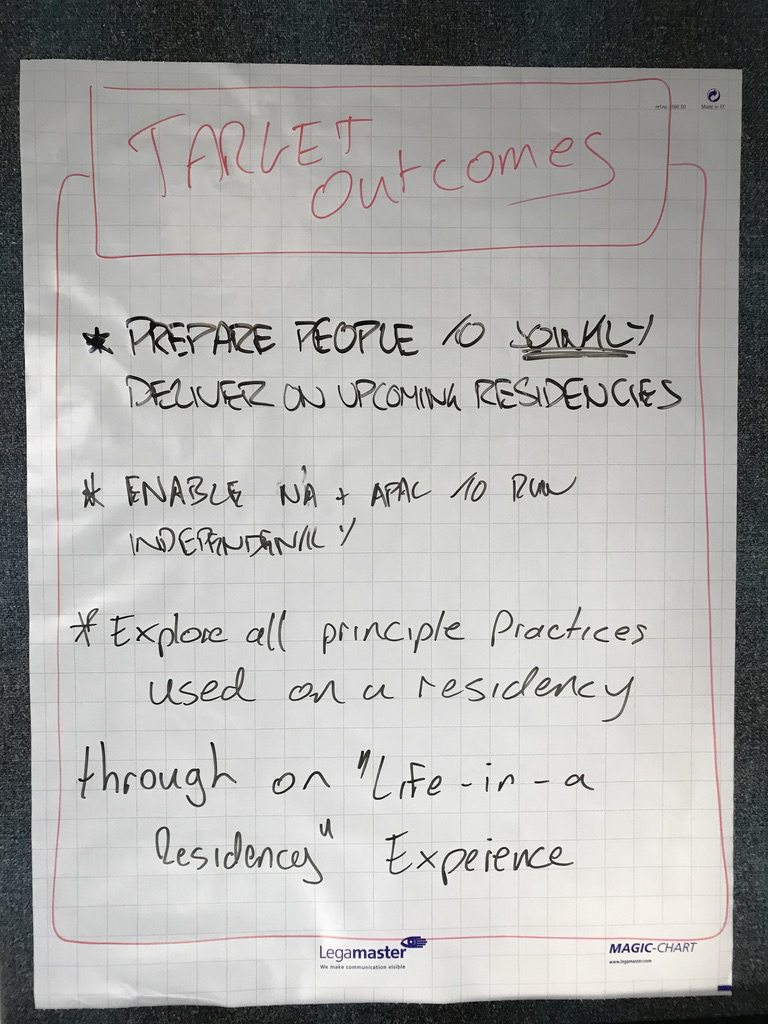 Made in EC
TARGET
OUTCOMES
* PREPARE PEOPLE TO JOINTLY
DELIVER ON UPCOMING RESIDENCIES
* ENABLE NA + APAC TO RUN
INDEPENDENTLY
* Explore all principle Practices
used on a residency
through on "Life-in-a
Residency" Experience
Legamaster
We make communication visible
MAGIC-CHART
www.legamaster.com